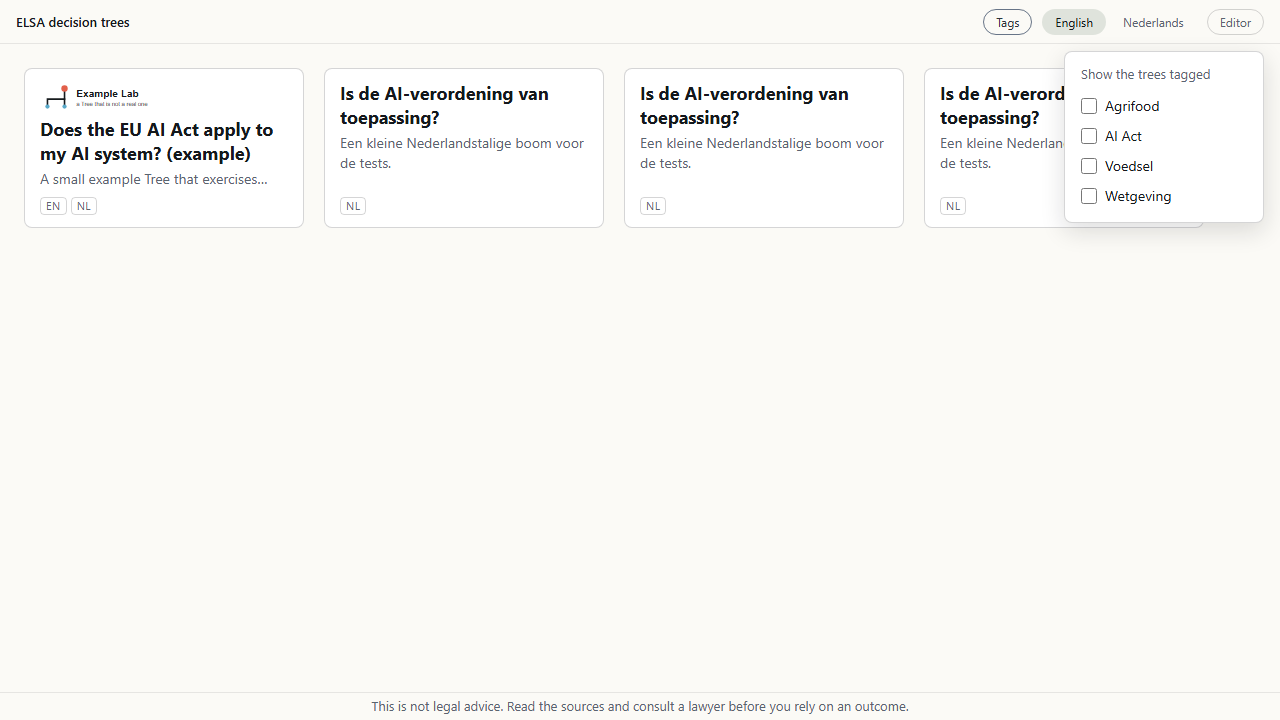 ELSA decision trees
Tags
English
Nederlands
Editor
Show the trees tagged
Agrifood
AI Act
Voedsel
Wetgeving
Example Lab
a Tree that is not a real one
Does the EU AI Act apply to
my AI system? (example)
A small example Tree that exercises...
EN
NL
Is de AI-verordening van
toepassing?
Een kleine Nederlandstalige boom voor
de tests.
NL
Is de AI-verordening van
toepassing?
Een kleine Nederlandstalige boom voor
de tests.
NL
Is de AI-verord
toepassing?
Een kleine Nederlan
de tests.
NL
This is not legal advice. Read the sources and consult a lawyer before you rely on an outcome.